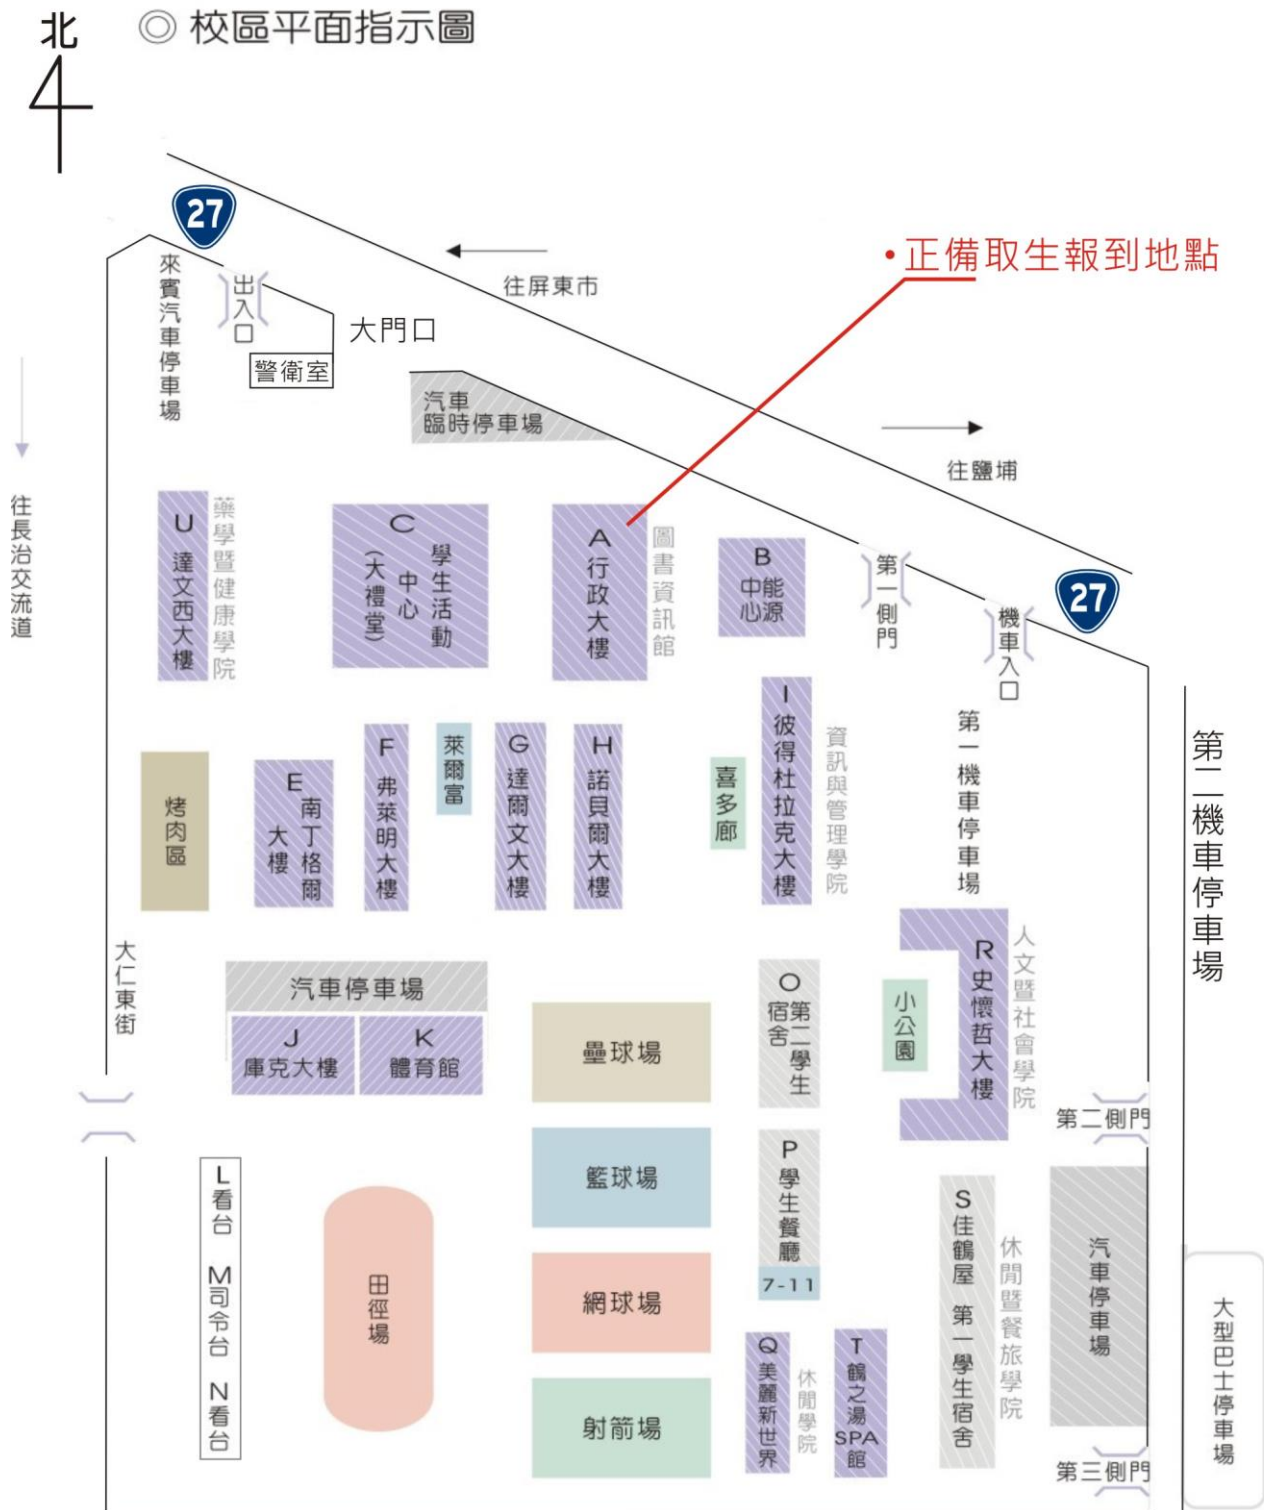 北
◎ 校區平面指示圖
27
來賓汽車停車場
出入口
警衛室
大門口
往屏東市
• 正備取生報到地點
汽車
臨時停車場
往鹽埔
往長治交流道
U 達文西大樓
藥學暨健康學院
C
學生活動
中心
(大禮堂)
A 行政大樓
圖書資訊館
B
能源
中心
第一側門
機車入口
27
烤肉區
E
南丁格爾
大樓
F 弗萊明大樓
萊爾富
G 達爾文大樓
H 諾貝爾大樓
喜多廊
I 彼得杜拉克大樓
資訊與管理學院
第一機車停車場
第二機車停車場
大仁東街
汽車停車場
J
庫克大樓
K
體育館
壘球場
O
第二學生
宿舍
小公園
R 史懷哲大樓
人文暨社會學院
第二側門
L看台
M司令台
N看台
田徑場
籃球場
網球場
射箭場
P 學生餐廳
7-11
Q 美麗新世界
休閒學院
T
鶴之湯
SPA
館
S 佳鶴屋 第一學生宿舍
休閒暨餐旅學院
汽車停車場
第三側門
大型巴士停車場